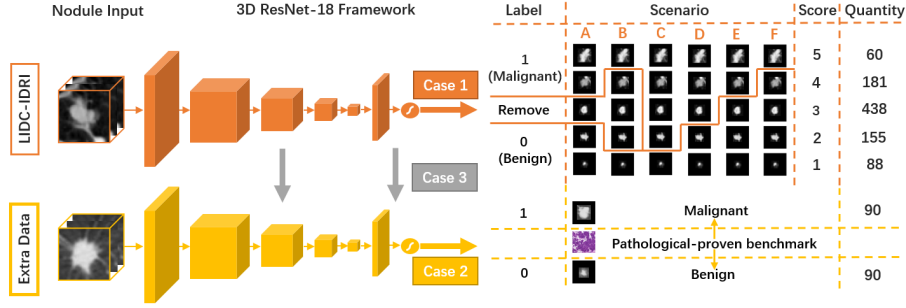 Nodule Input
3D ResNet-18 Framework
Label
Scenario
Score
Quantity
A B C D E F
LIDC-IDRI
Case 1
1
(Malignant)
Remove
0
(Benign)
5 60
4 181
3 438
2 155
1 88
Case 3
Extra Data
Case 2
1
Malignant
90
Pathological-proven benchmark
0
Benign
90